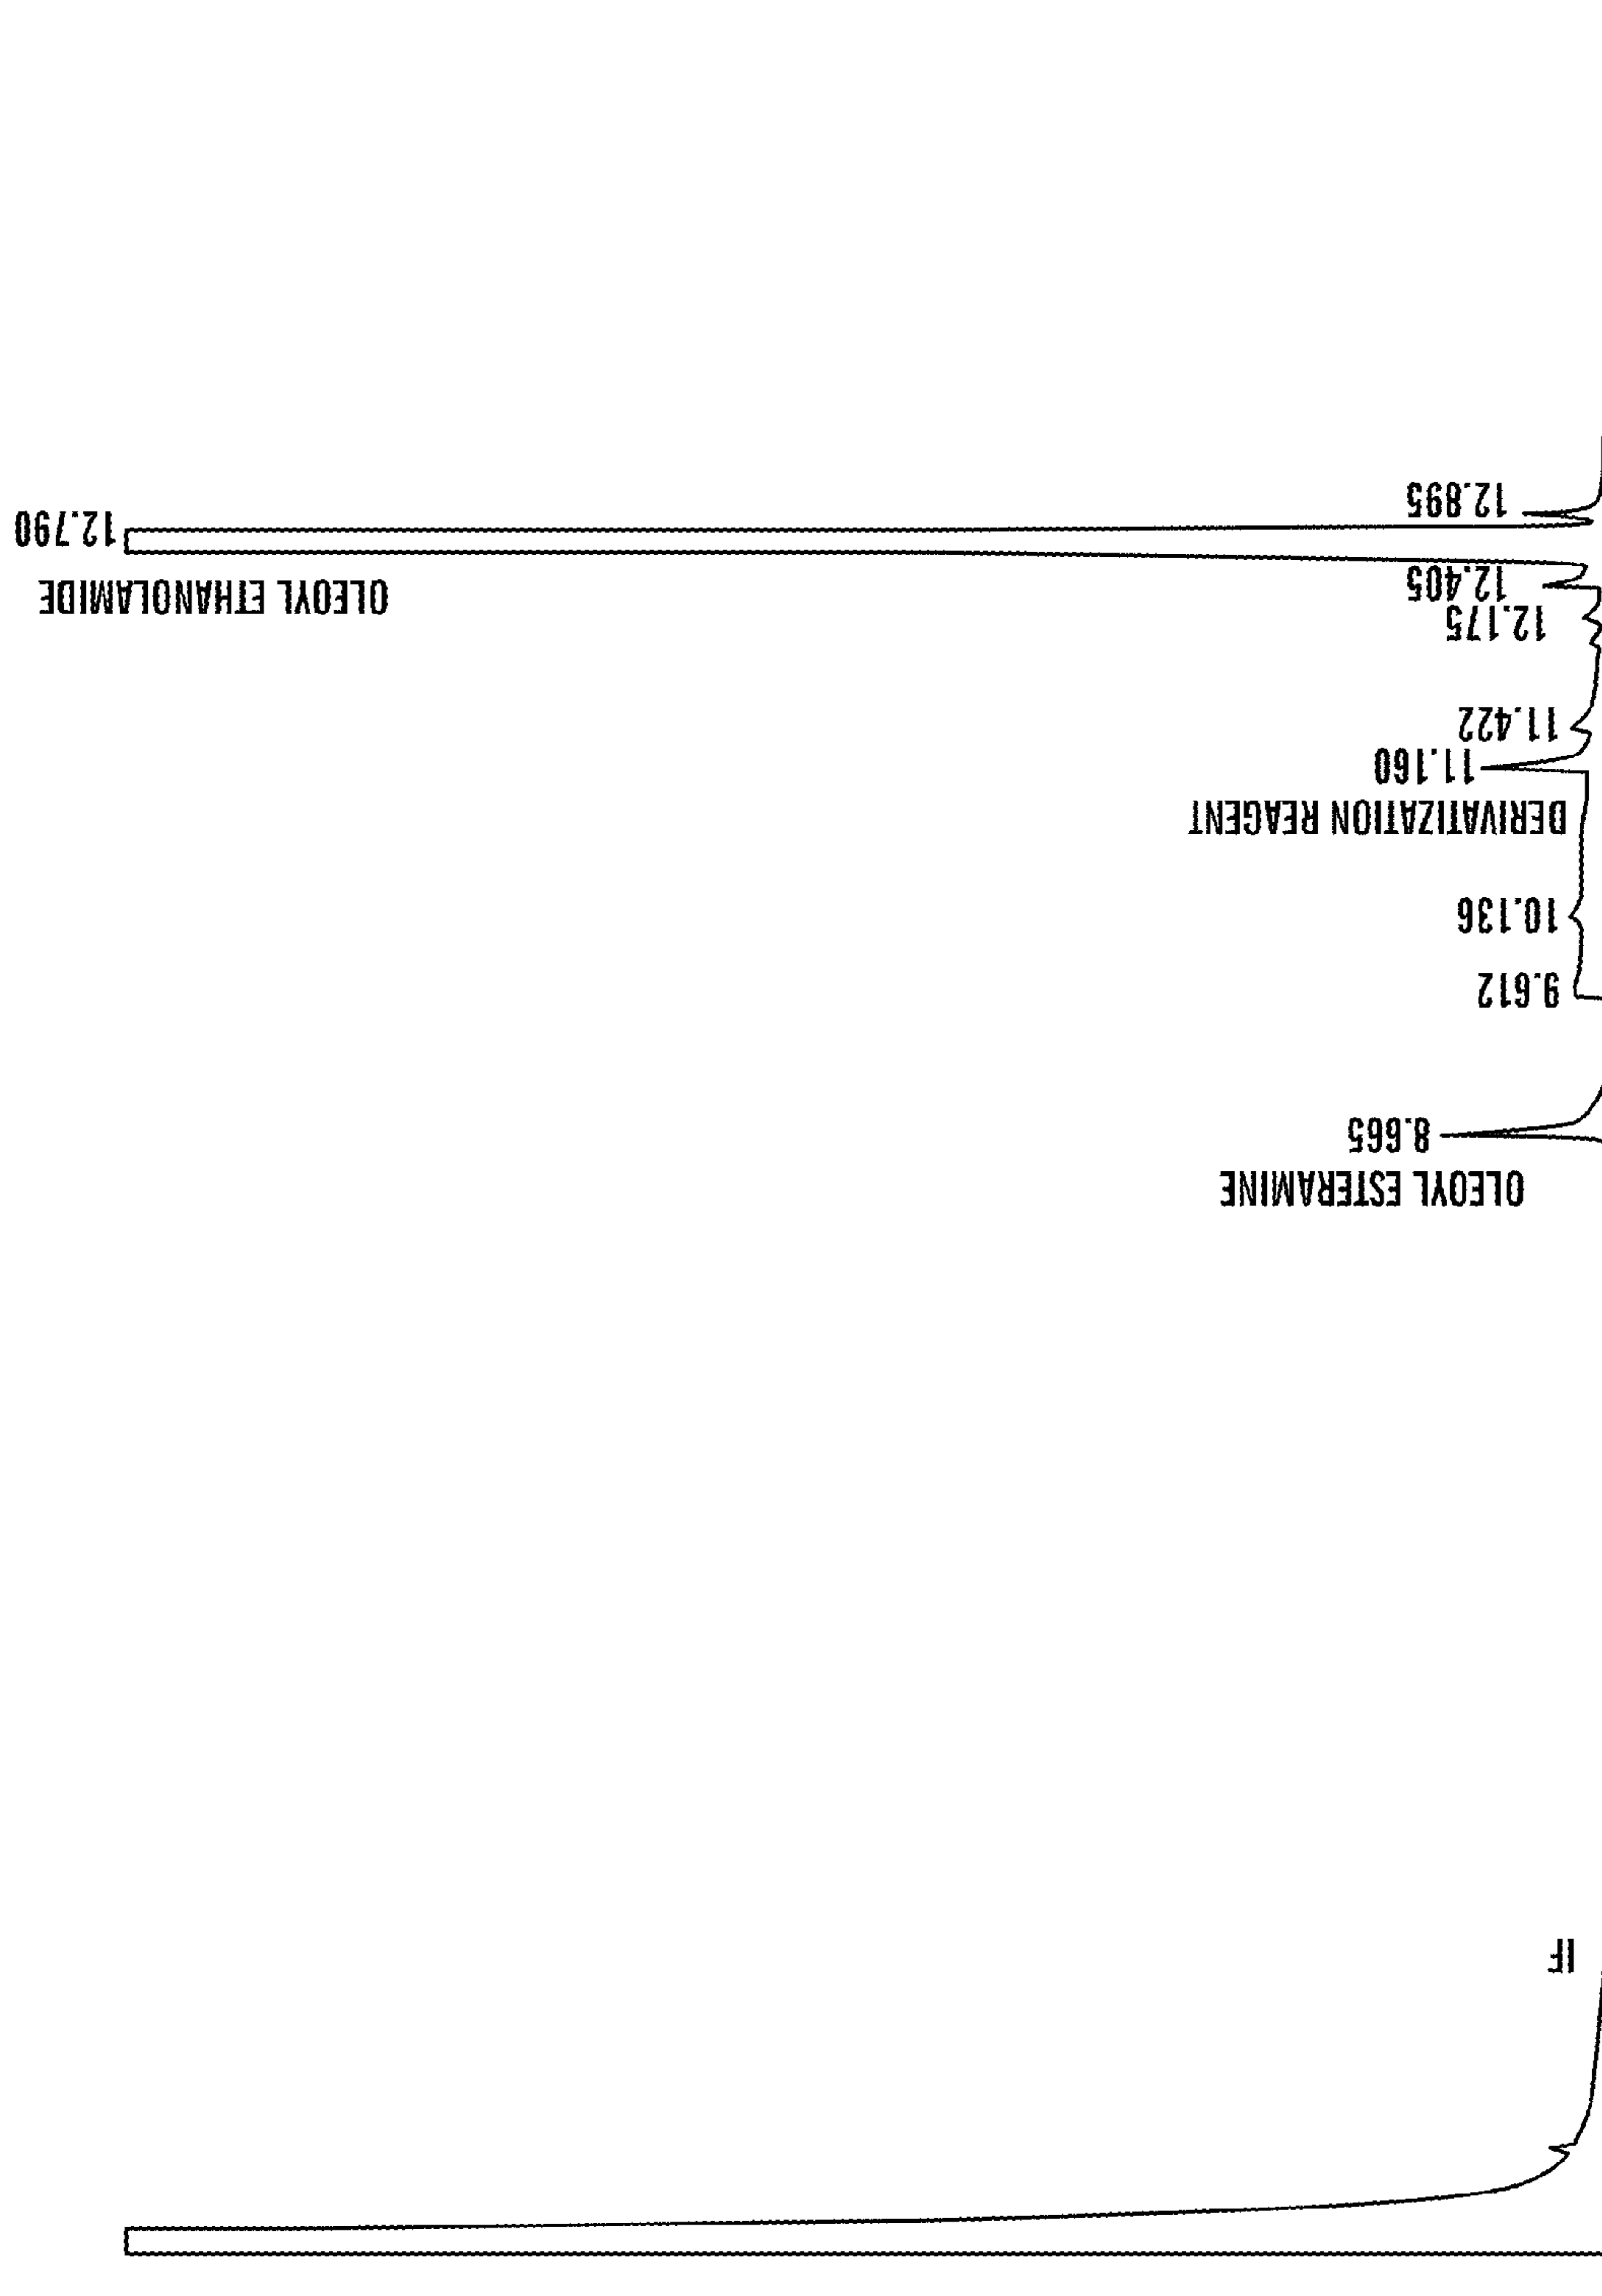 IF
OLEOYL ESTERAMINE
8.665
9.612
10.136
DERIVATIZATION REAGENT
11.160
11.422
12.175
12.405
OLEOYL ETHANOLAMIDE
12.790
12.895